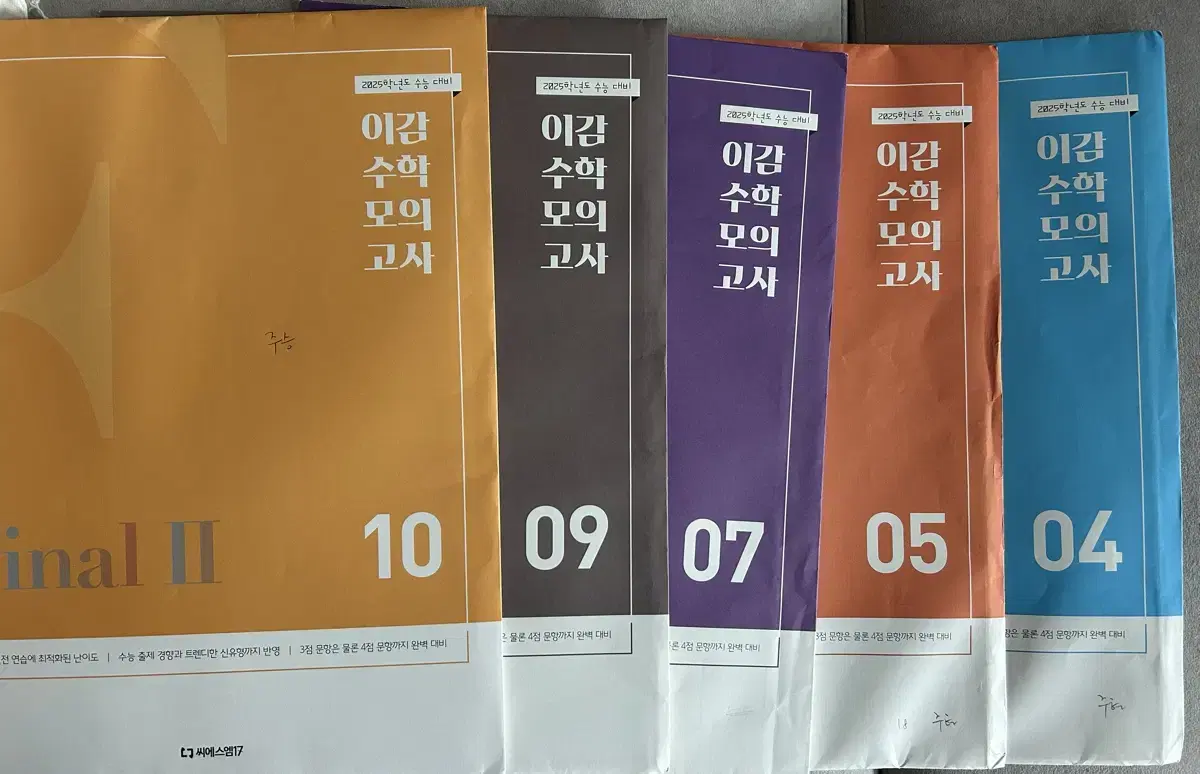 2025학년도 수능 대비
이감
수학
모의
고사
inal II
10
전 연습에 최적화된 난이도 | 수능 출제 경향과 트렌디한 신유형까지 반영 | 3점 문항은 물론 4점 문항까지 완벽 대비
씨에스엠17
2025학년도 수능 대비
이감
수학
모의
고사
09
은 물론 4점 문항까지 완벽 대비
2025학년도 수능 대비
이감
수학
모의
고사
07
론 4점 문항까지 완벽 대비
2025학년도 수능 대비
이감
수학
모의
고사
05
3점 문항은 물론 4점 문항까지 완벽 대비
18
2025학년도 수능 대비
이감
수학
모의
고사
04
문항은 물론 4점 문항까지 완벽 대비